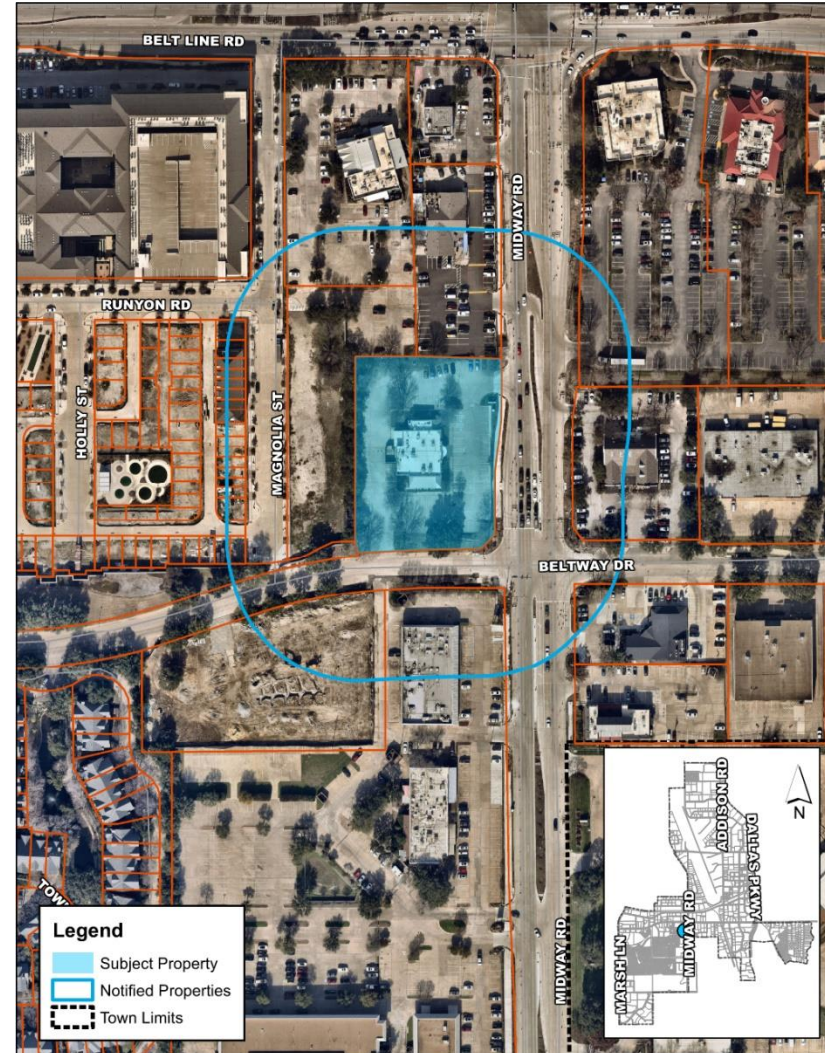 BELT LINE RD
MIDWAY RD
RUNYON RD
HOLLY ST
MAGNOLIA ST
BELTWAY DR
MIDWAY RD
TOW
Legend
Subject Property
Notified Properties
Town Limits
ADDISON RD
DALLAS PKWY
MIDWAY RD
MARSH LN
N